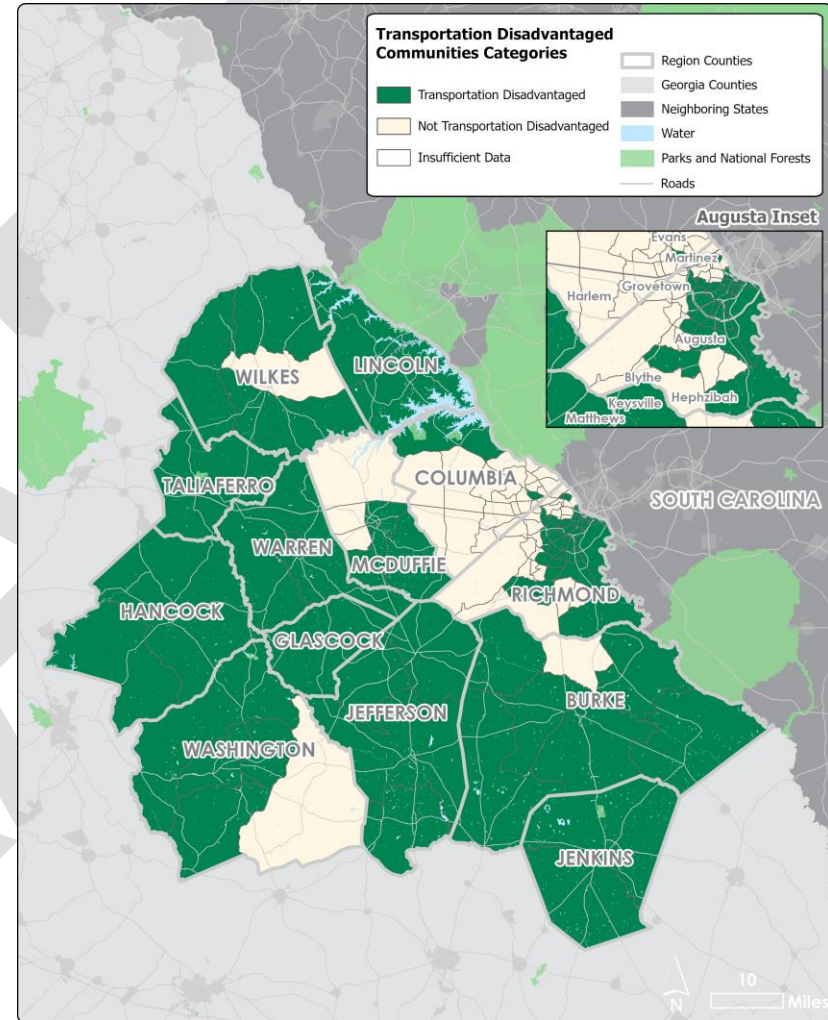 Transportation Disadvantaged
Communities Categories
Transportation Disadvantaged
Not Transportation Disadvantaged
Insufficient Data
Region Counties
Georgia Counties
Neighboring States
Water
Parks and National Forests
Roads
Augusta Inset
Evans
Martinez
Grovetown
Harlem
Augusta
Blythe
Hephzibah
Keysville
Matthews
WILKES
LINCOLN
TALIAFERRO
COLUMBIA
SOUTH CAROLINA
WARREN
MCDUFFIE
HANCOCK
RICHMOND
GLASCOCK
JEFFERSON
BURKE
WASHINGTON
JENKINS
N
10
Miles